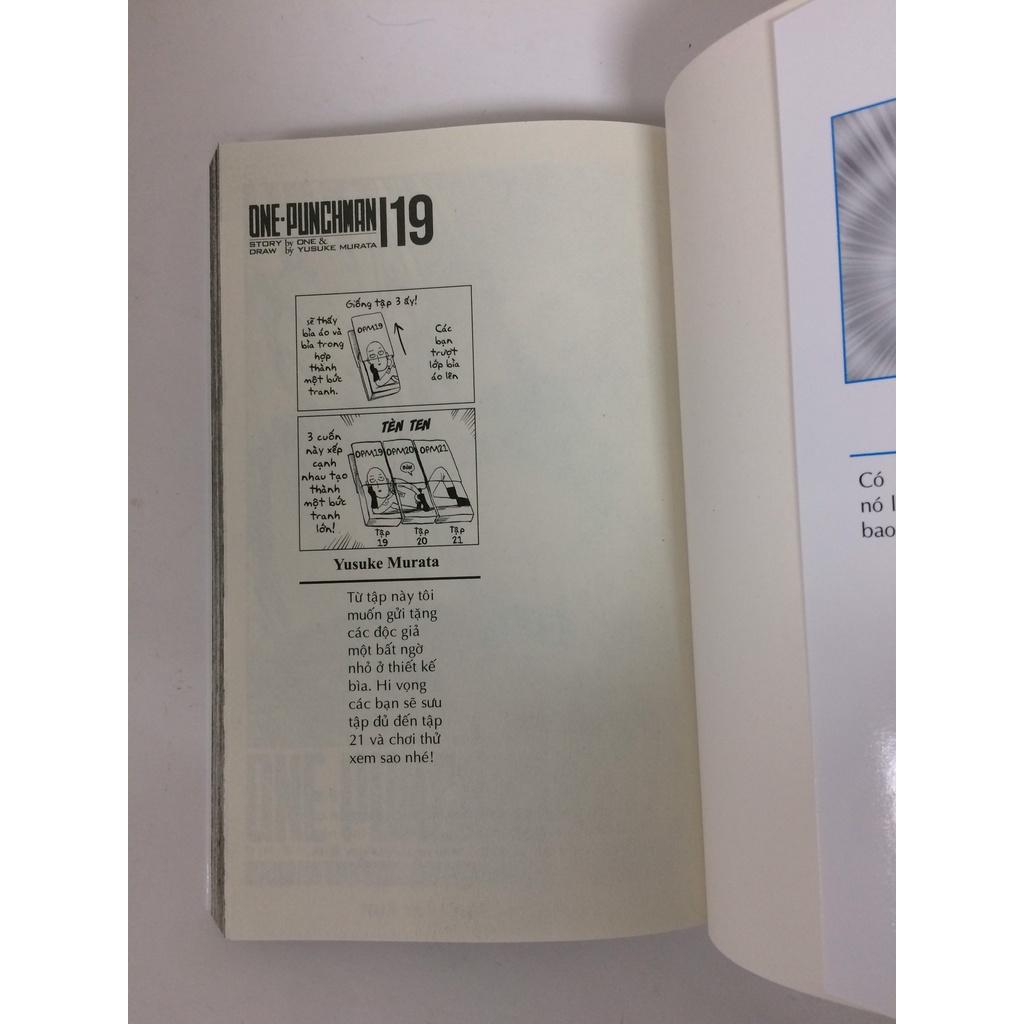 ONE-PUNCHMAN |19
STORY by ONE &
DRAW by YUSUKE MURATA
Giống tập 3 ấy!
Các
bạn
trượt
lớp bìa
áo lên
OPM19
sẽ thấy
bìa áo và
bìa trong
hợp
thành
một bức
tranh.
TÈN TEN
3 cuốn
này xếp
cạnh
nhau tạo
thành
một bức
tranh
lớn!
OPM19 OPM20 OPM21
Tập
19
Tập
20
Tập
21
Yusuke Murata
Từ tập này tôi
muốn gửi tặng
các độc giả
một bất ngờ
nhỏ ở thiết kế
bìa. Hi vọng
các bạn sẽ sưu
tập đủ đến tập
21 và chơi thử
xem sao nhé!
Có
nó
bao